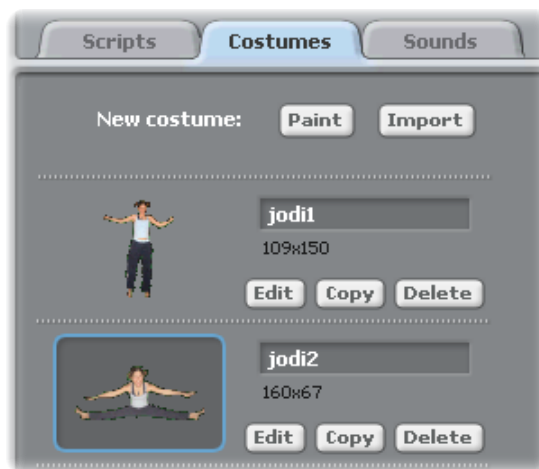 Scripts Costumes Sounds
New costume: Paint Import
jodi1
109x150
Edit Copy Delete
jodi2
160x67
Edit Copy Delete